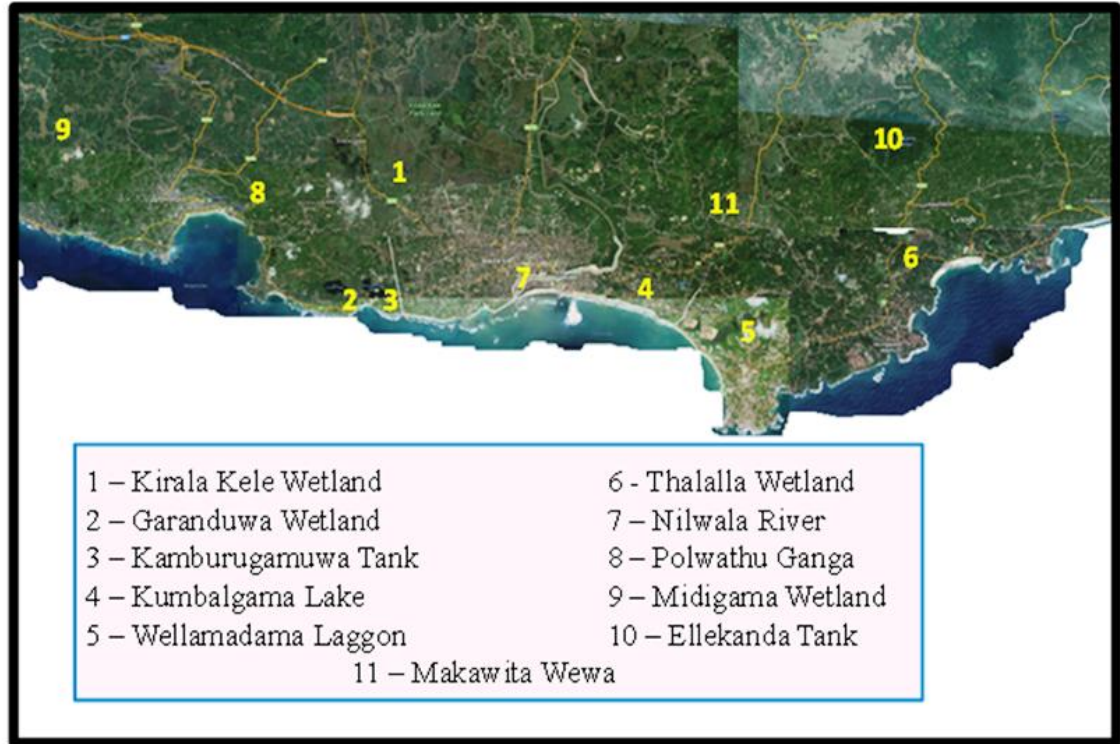 9
10
1
8
11
6
7
4
2
3
5
Google
1 – Kirala Kele Wetland
6 - Thalalla Wetland
2 – Garanduwa Wetland
7 – Nilwala River
3 – Kamburugamuwa Tank
8 – Polwathu Ganga
4 – Kumbalgama Lake
9 – Midigama Wetland
5 – Wellamadama Laggon
10 – Ellekanda Tank
11 – Makawita Wewa